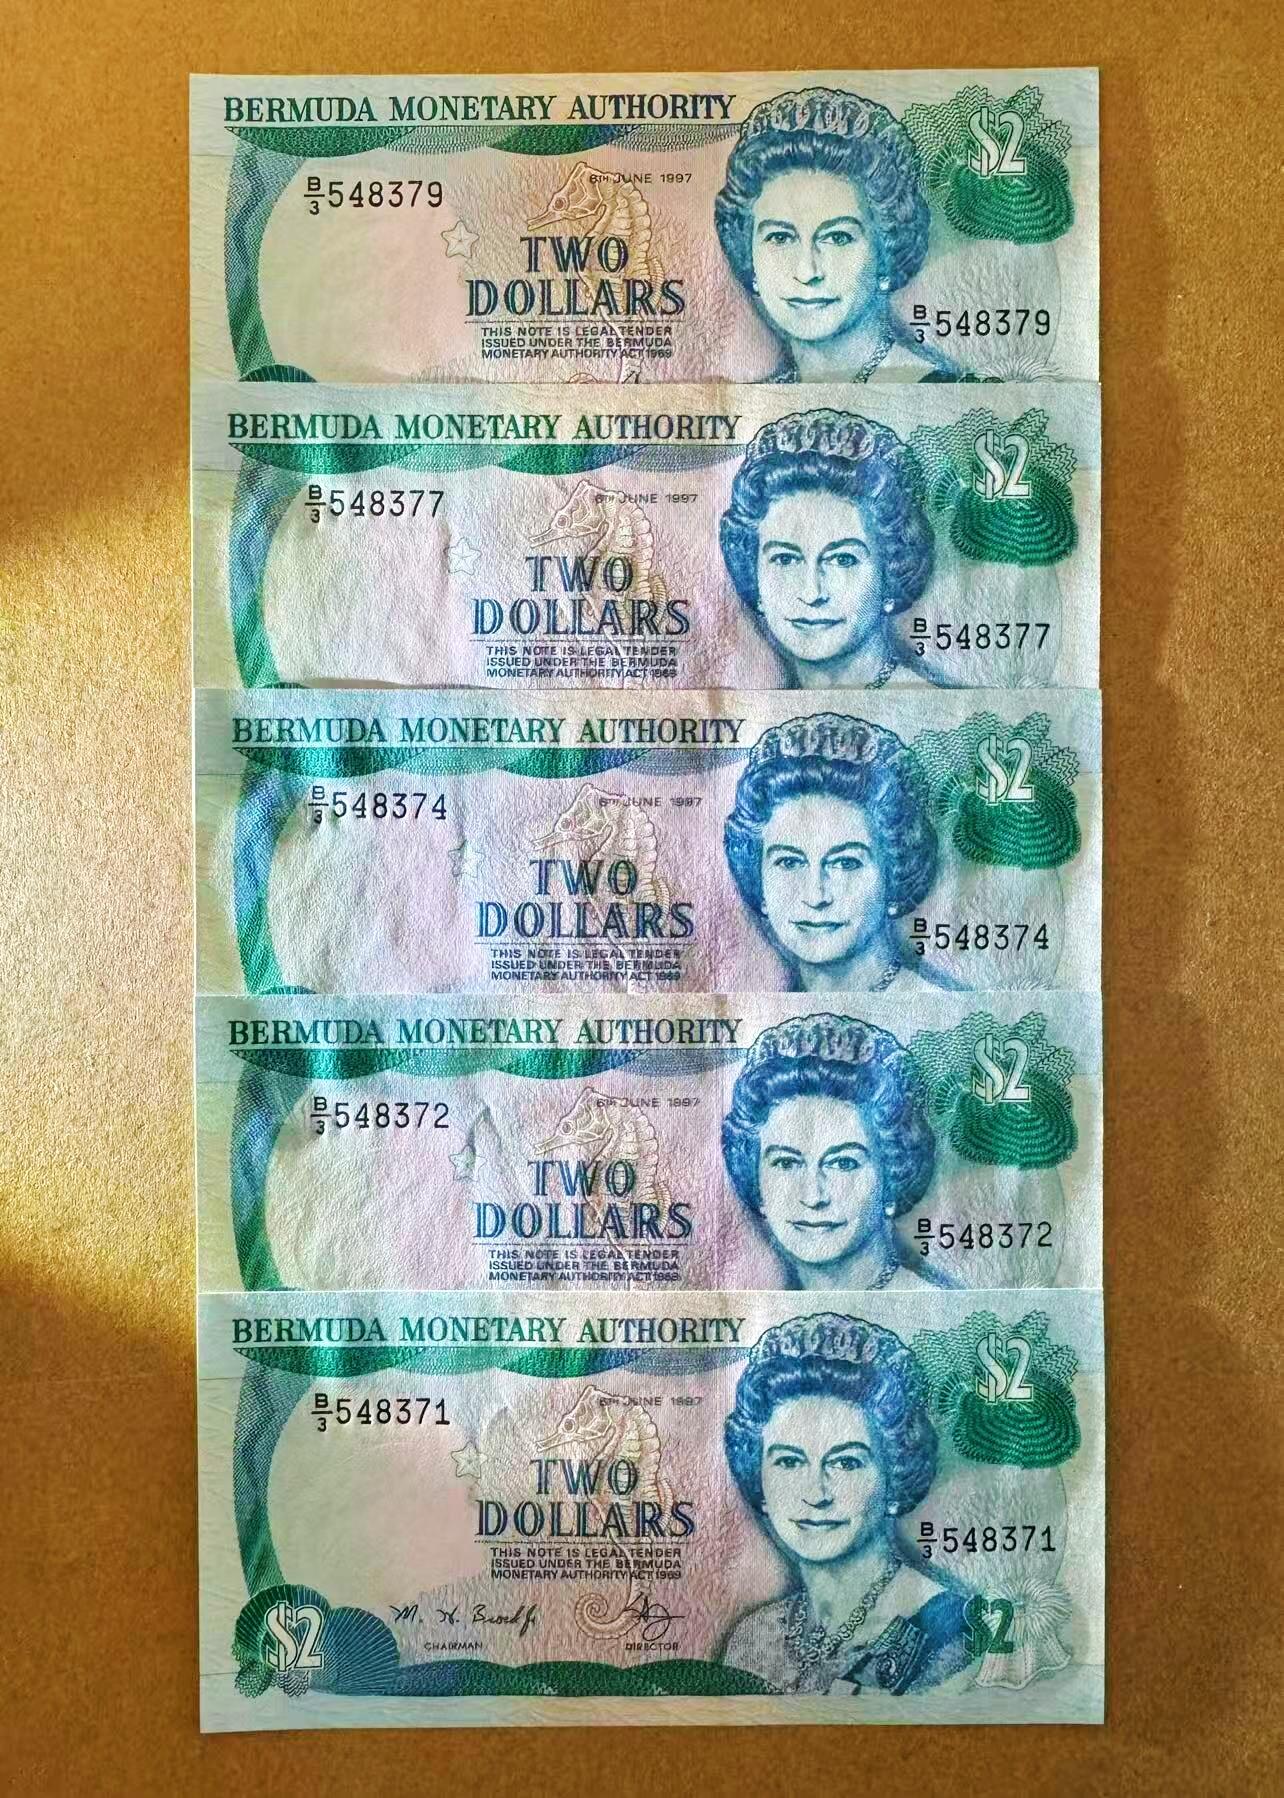 BERMUDA MONETARY AUTHORITY
$2
6TH JUNE 1997
B/3 548379
TWO
DOLLARS
B/3 548379
THIS NOTE IS LEGAL TENDER
ISSUED UNDER THE BERMUDA
MONETARY AUTHORITY ACT 1969
BERMUDA MONETARY AUTHORITY
$2
6TH JUNE 1997
B/3 548377
TWO
DOLLARS
B/3 548377
THIS NOTE IS LEGAL TENDER
ISSUED UNDER THE BERMUDA
MONETARY AUTHORITY ACT 1969
BERMUDA MONETARY AUTHORITY
$2
6TH JUNE 1997
B/3 548374
TWO
DOLLARS
B/3 548374
THIS NOTE IS LEGAL TENDER
ISSUED UNDER THE BERMUDA
MONETARY AUTHORITY ACT 1969
BERMUDA MONETARY AUTHORITY
$2
6TH JUNE 1997
B/3 548372
TWO
DOLLARS
B/3 548372
THIS NOTE IS LEGAL TENDER
ISSUED UNDER THE BERMUDA
MONETARY AUTHORITY ACT 1969
BERMUDA MONETARY AUTHORITY
$2
6TH JUNE 1997
B/3 548371
TWO
DOLLARS
B/3 548371
THIS NOTE IS LEGAL TENDER
ISSUED UNDER THE BERMUDA
MONETARY AUTHORITY ACT 1969
$2
CHAIRMAN
DIRECTOR
$2